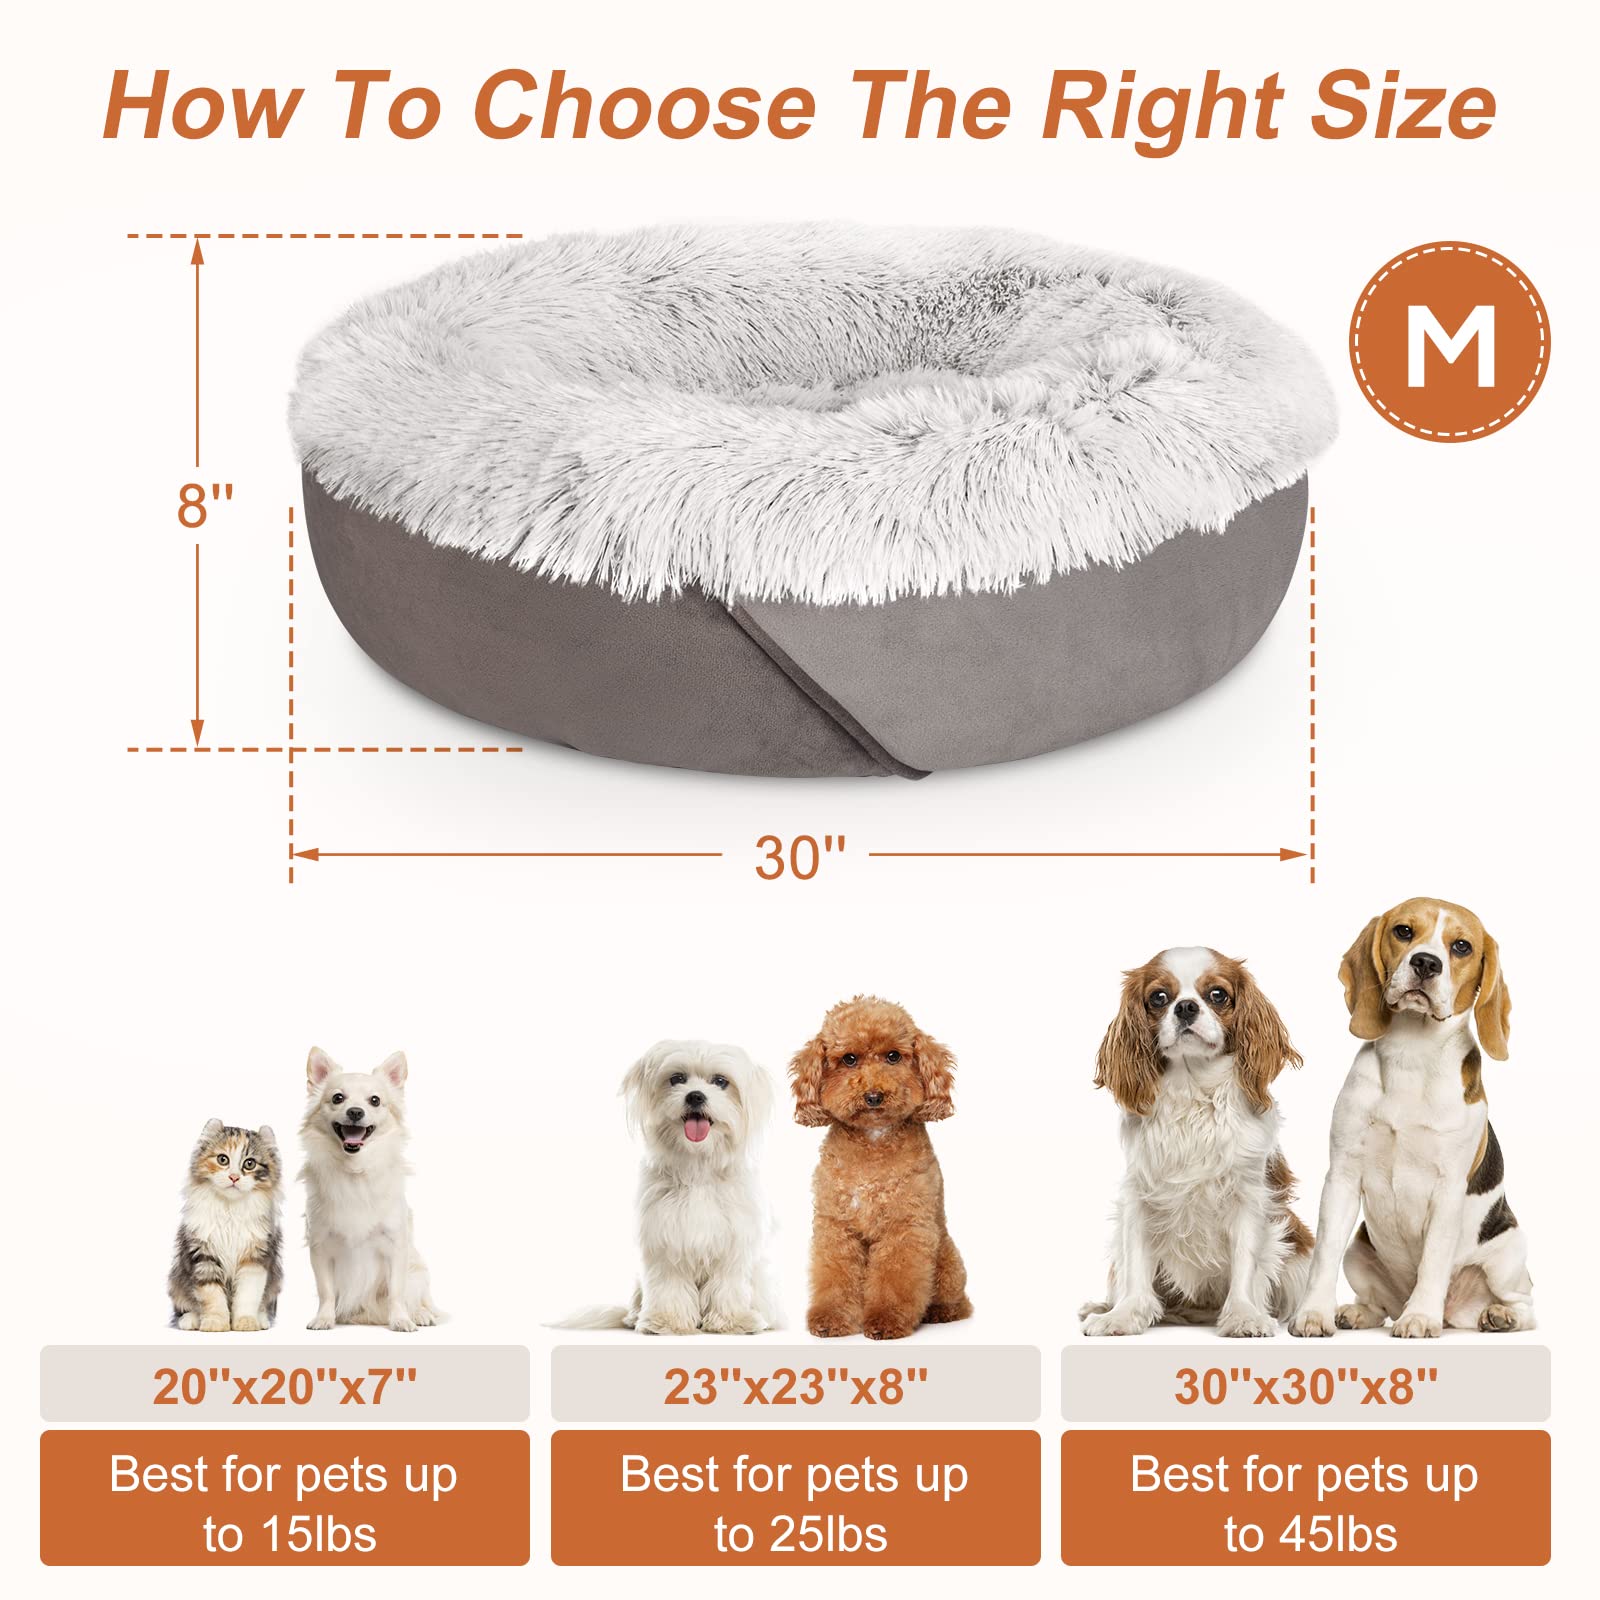 How To Choose The Right Size
M
8"
30"
20"x20"x7"
23"x23"x8"
30"x30"x8"
Best for pets up
to 15lbs
Best for pets up
to 25lbs
Best for pets up
to 45lbs